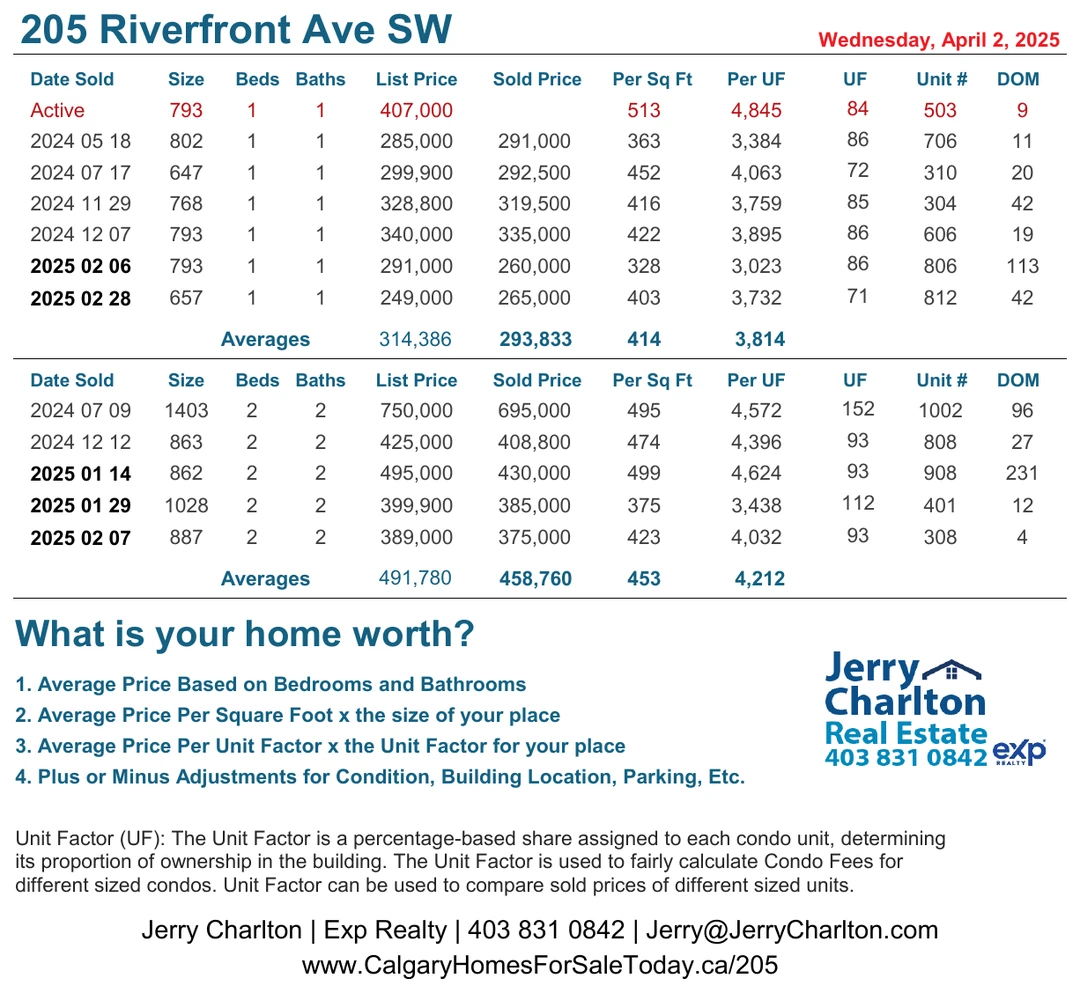 205 Riverfront Ave SW
Wednesday, April 2, 2025
Date Sold Size Beds Baths List Price Sold Price Per Sq Ft Per UF UF Unit # DOM
Active 793 1 1 407,000 513 4,845 84 503 9
2024 05 18 802 1 1 285,000 291,000 363 3,384 86 706 11
2024 07 17 647 1 1 299,900 292,500 452 4,063 72 310 20
2024 11 29 768 1 1 328,800 319,500 416 3,759 85 304 42
2024 12 07 793 1 1 340,000 335,000 422 3,895 86 606 19
2025 02 06 793 1 1 291,000 260,000 328 3,023 86 806 113
2025 02 28 657 1 1 249,000 265,000 403 3,732 71 812 42
Averages 314,386 293,833 414 3,814
Date Sold Size Beds Baths List Price Sold Price Per Sq Ft Per UF UF Unit # DOM
2024 07 09 1403 2 2 750,000 695,000 495 4,572 152 1002 96
2024 12 12 863 2 2 425,000 408,800 474 4,396 93 808 27
2025 01 14 862 2 2 495,000 430,000 499 4,624 93 908 231
2025 01 29 1028 2 2 399,900 385,000 375 3,438 112 401 12
2025 02 07 887 2 2 389,000 375,000 423 4,032 93 308 4
Averages 491,780 458,760 453 4,212
What is your home worth?
1. Average Price Based on Bedrooms and Bathrooms
2. Average Price Per Square Foot x the size of your place
3. Average Price Per Unit Factor x the Unit Factor for your place
4. Plus or Minus Adjustments for Condition, Building Location, Parking, Etc.
Jerry
Charlton
Real Estate
403 831 0842
exp
REALTY
Unit Factor (UF): The Unit Factor is a percentage-based share assigned to each condo unit, determining
its proportion of ownership in the building. The Unit Factor is used to fairly calculate Condo Fees for
different sized condos. Unit Factor can be used to compare sold prices of different sized units.
Jerry Charlton | Exp Realty | 403 831 0842 | Jerry@JerryCharlton.com
www.CalgaryHomesForSaleToday.ca/205